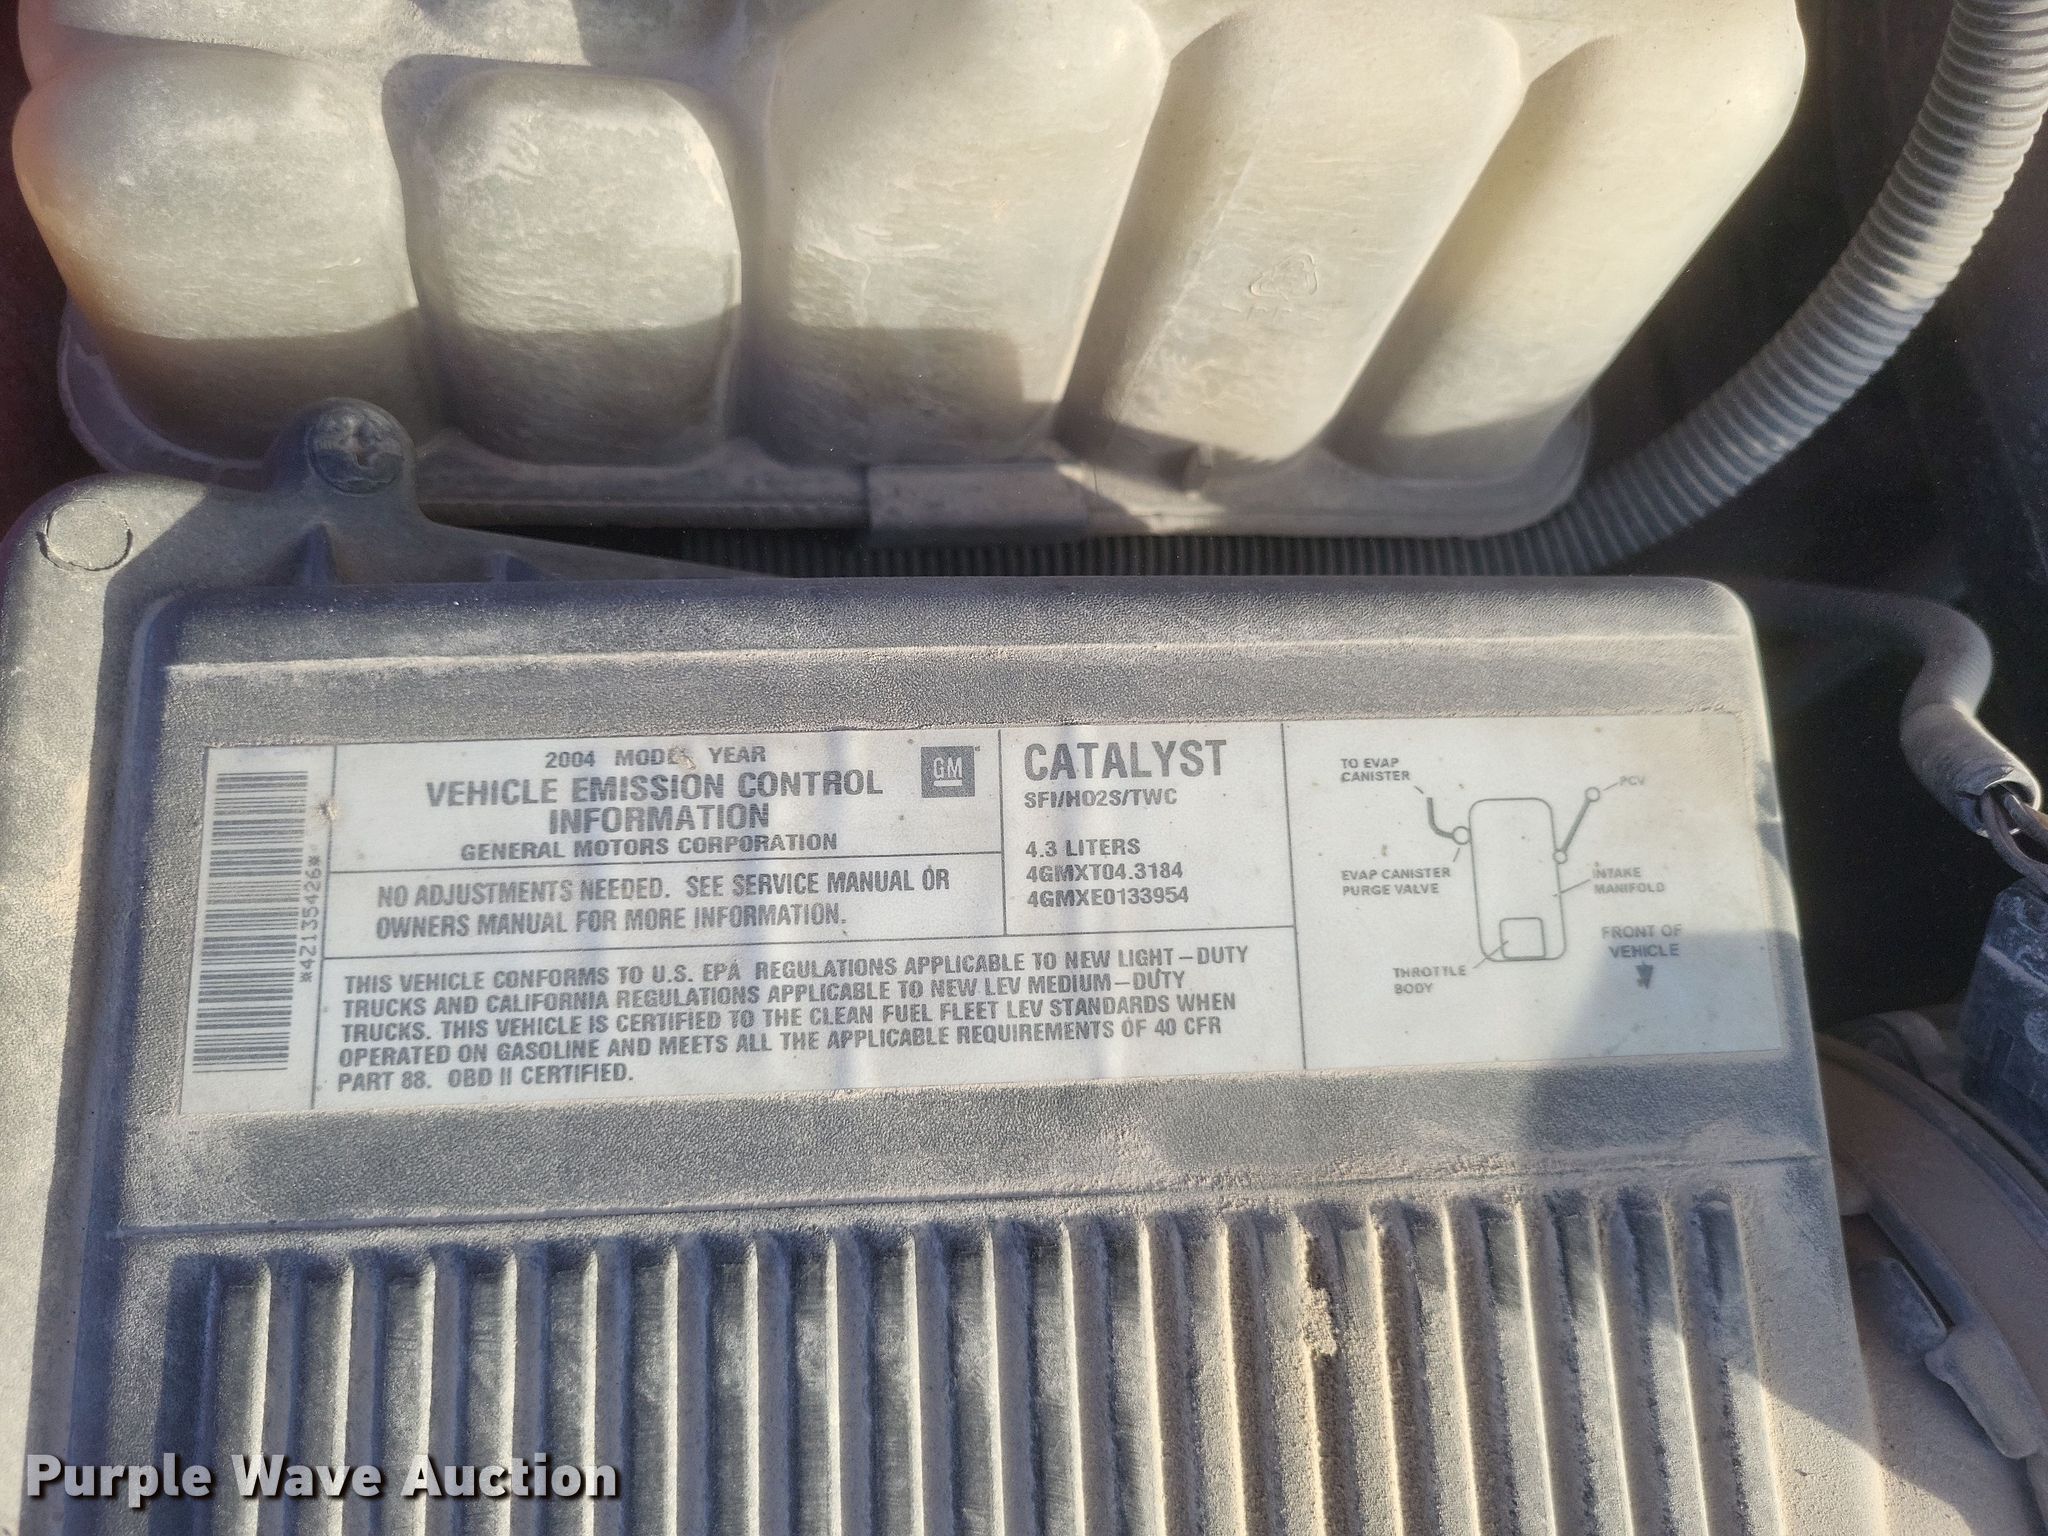 2004 MODEL YEAR
VEHICLE EMISSION CONTROL
INFORMATION
GENERAL MOTORS CORPORATION
GM
NO ADJUSTMENTS NEEDED. SEE SERVICE MANUAL OR
OWNERS MANUAL FOR MORE INFORMATION.
CATALYST
SFI/HO2S/TWC
4.3 LITERS
4GMXT04.3184
4GMXE0133954
THIS VEHICLE CONFORMS TO U.S. EPA REGULATIONS APPLICABLE TO NEW LIGHT-DUTY
TRUCKS AND CALIFORNIA REGULATIONS APPLICABLE TO NEW LEV MEDIUM-DUTY
TRUCKS. THIS VEHICLE IS CERTIFIED TO THE CLEAN FUEL FLEET LEV STANDARDS WHEN
OPERATED ON GASOLINE AND MEETS ALL THE APPLICABLE REQUIREMENTS OF 40 CFR
PART 88. OBD II CERTIFIED.
*421354426*
TO EVAP
CANISTER
PCV
EVAP CANISTER
PURGE VALVE
INTAKE
MANIFOLD
THROTTLE
BODY
FRONT OF
VEHICLE
Purple Wave Auction